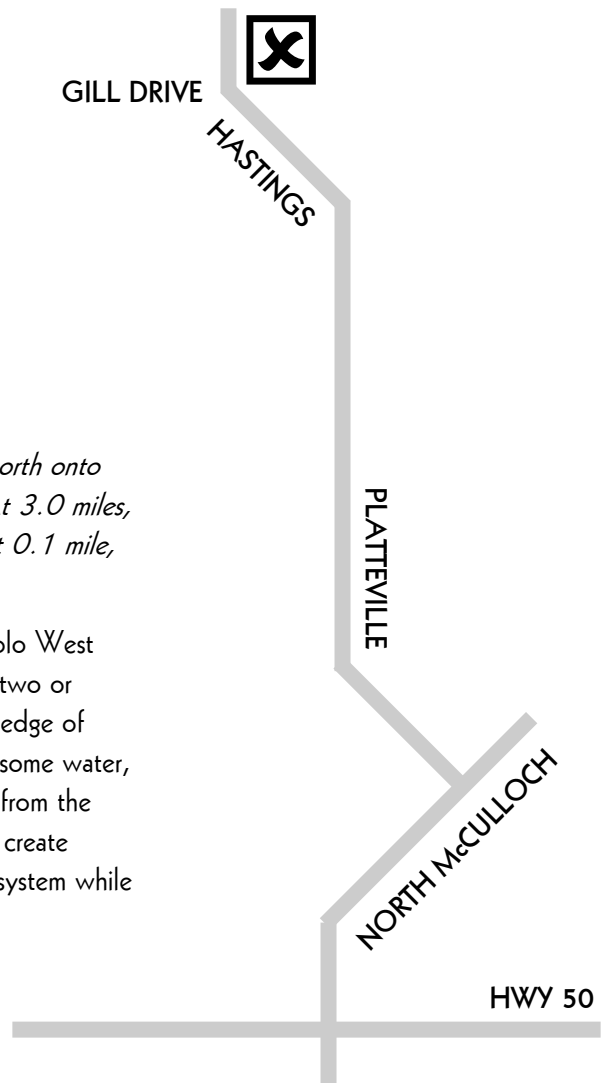 GILL DRIVE
HASTINGS
orth onto
t 3.0 miles,
t 0.1 mile,
PLATTEVILLE
olo West
two or
edge of
some water,
from the
create
system while
NORTH McCULLOCH
HWY 50